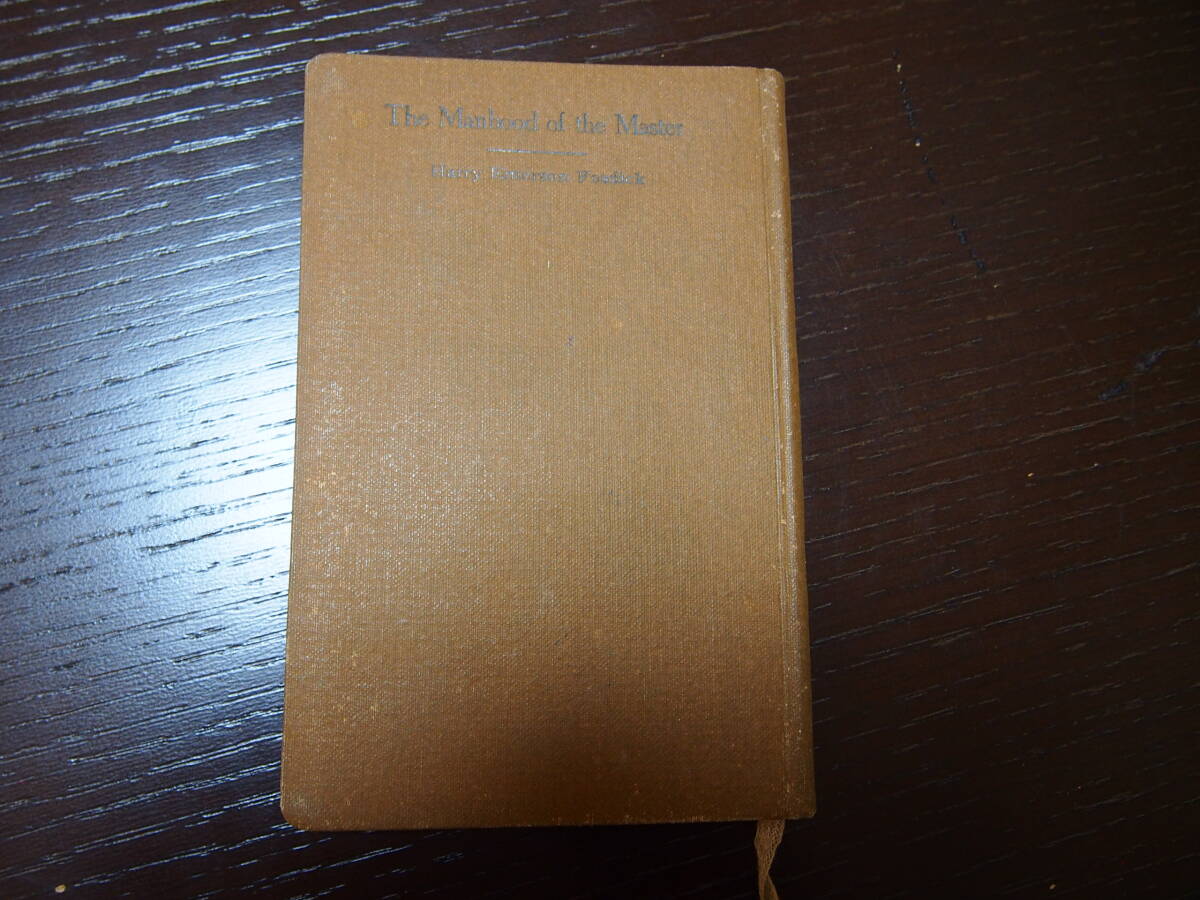 The Manhood of the Master
Harry Emerson Fosdick